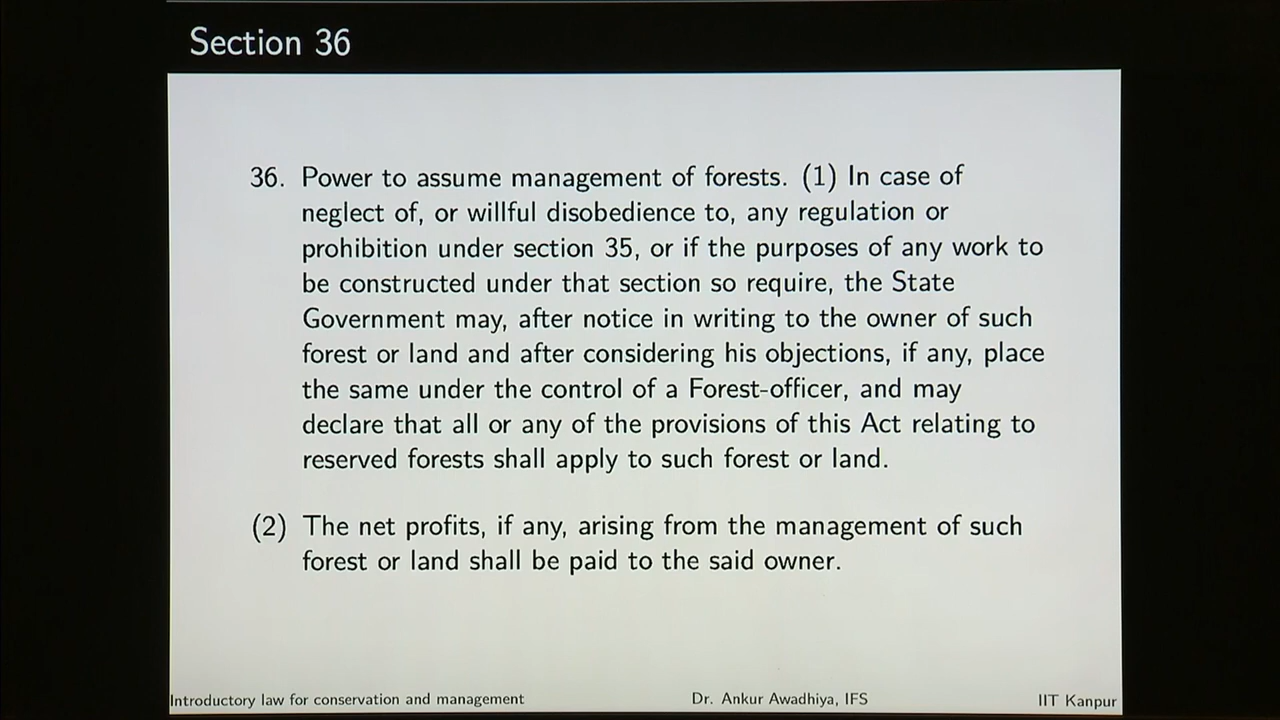 Section 36
36. Power to assume management of forests. (1) In case of
neglect of, or willful disobedience to, any regulation or
prohibition under section 35, or if the purposes of any work to
be constructed under that section so require, the State
Government may, after notice in writing to the owner of such
forest or land and after considering his objections, if any, place
the same under the control of a Forest-officer, and may
declare that all or any of the provisions of this Act relating to
reserved forests shall apply to such forest or land.
(2) The net profits, if any, arising from the management of such
forest or land shall be paid to the said owner.
Introductory law for conservation and management Dr. Ankur Awadhiya, IFS IIT Kanpur